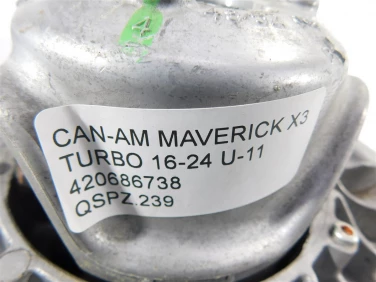 CAN-AM MAVERICK X3
TURBO 16-24 U-11
420686738
QSPZ.239